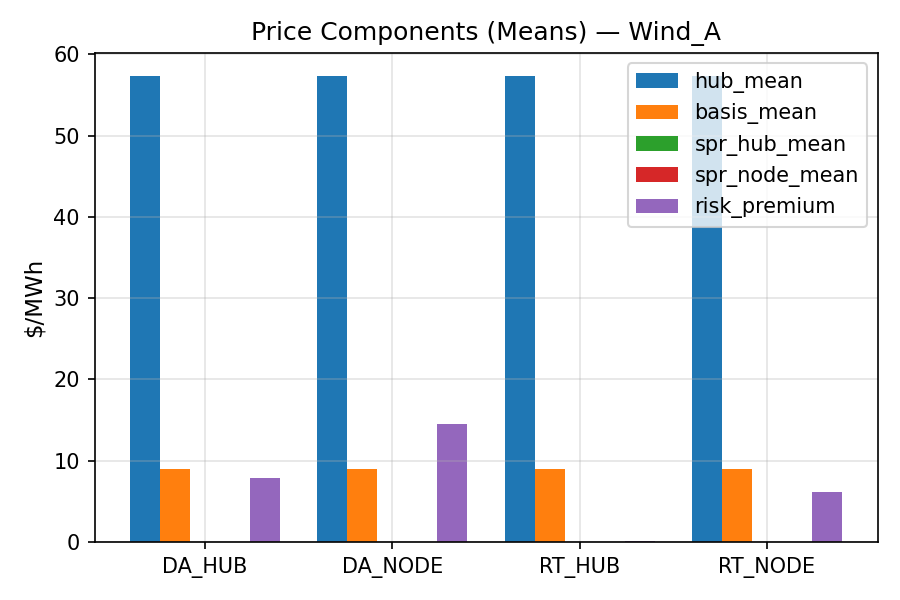 Price Components (Means) — Wind_A
$/MWh
60
50
40
30
20
10
0
hub_mean
basis_mean
spr_hub_mean
spr_node_mean
risk_premium
DA_HUB
DA_NODE
RT_HUB
RT_NODE